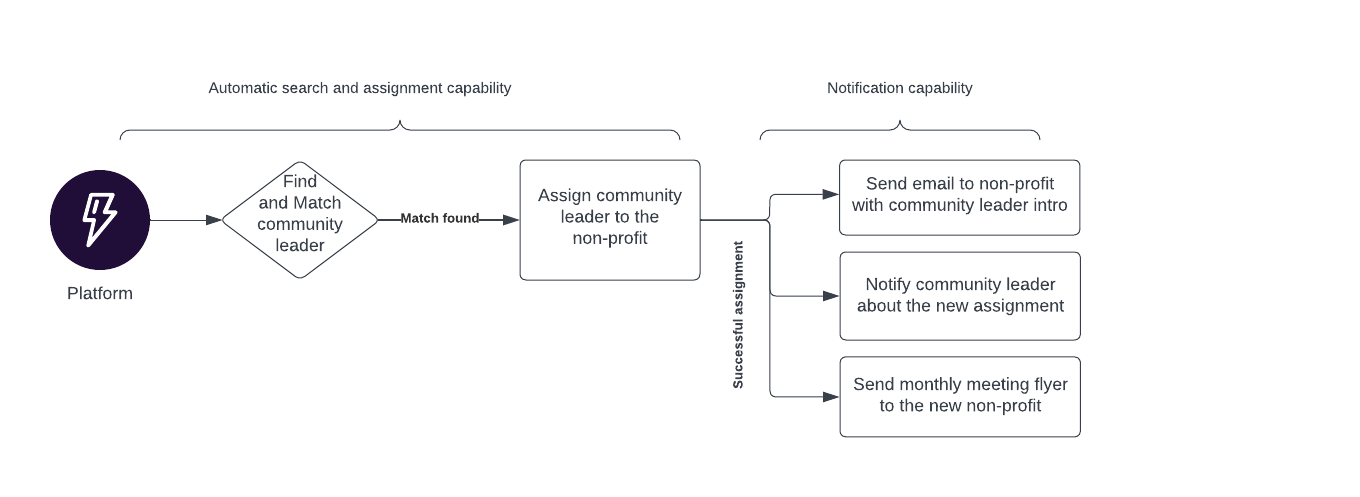 Automatic search and assignment capability
Notification capability
Platform
Find
and Match
community
leader
Match found
Assign community
leader to the
non-profit
Successful assignment
Send email to non-profit
with community leader intro
Notify community leader
about the new assignment
Send monthly meeting flyer
to the new non-profit